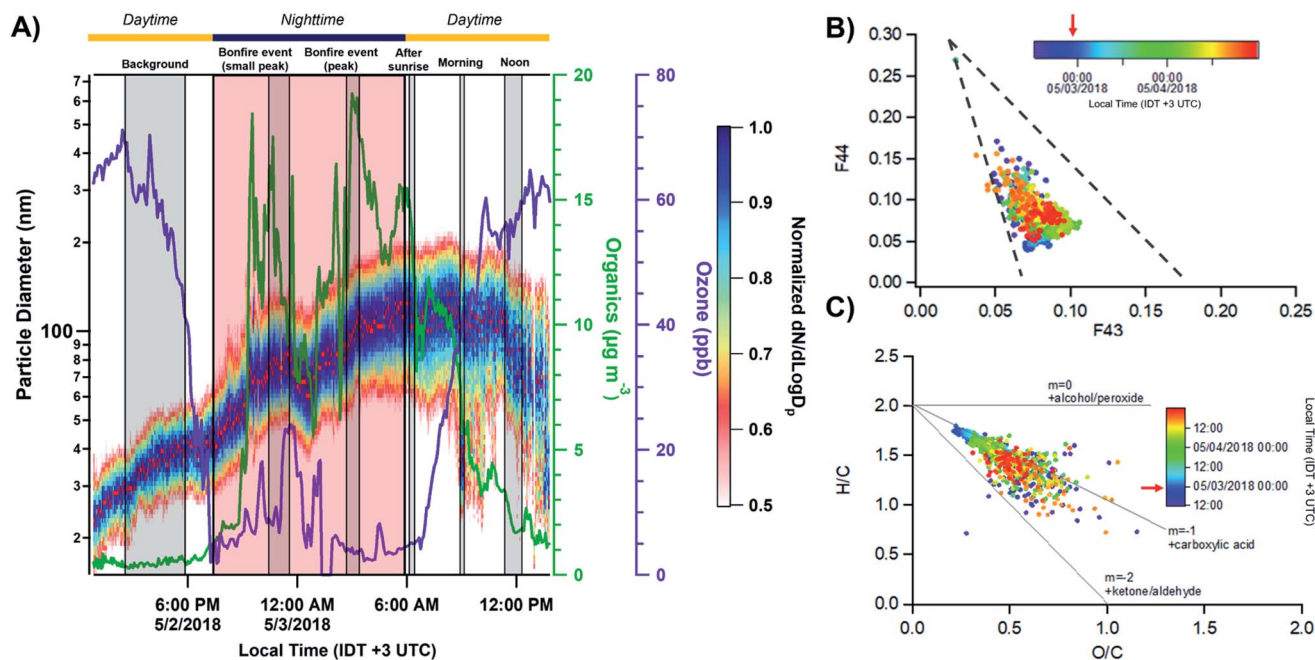 A)
Daytime
Nighttime
Daytime
Background
Bonfire event
(small peak)
Bonfire event
(peak)
After
sunrise
Morning
Noon
Particle Diameter (nm)
7
6
5
4
3
2
100
9
8
7
6
5
4
3
2
6:00 PM
5/2/2018
12:00 AM
5/3/2018
6:00 AM
12:00 PM
Local Time (IDT +3 UTC)
20
15
10
5
0
Organics (µg m⁻³)
80
60
40
20
0
Ozone (ppb)
1.0
0.9
0.8
0.7
0.6
0.5
Normalized dN/dLogDₚ
B)
0.30
0.25
0.20
0.15
0.10
0.05
0.00
F44
00:00
05/03/2018
00:00
05/04/2018
Local Time (IDT +3 UTC)
0.00
0.05
0.10
0.15
0.20
0.25
F43
C)
2.5
2.0
1.5
1.0
0.5
0.0
H/C
m=0
+alcohol/peroxide
m=-1
+carboxylic acid
m=-2
+ketone/aldehyde
12:00
05/04/2018 00:00
12:00
05/03/2018 00:00
12:00
Local Time (IDT +3 UTC)
0.0
0.5
1.0
1.5
2.0
O/C